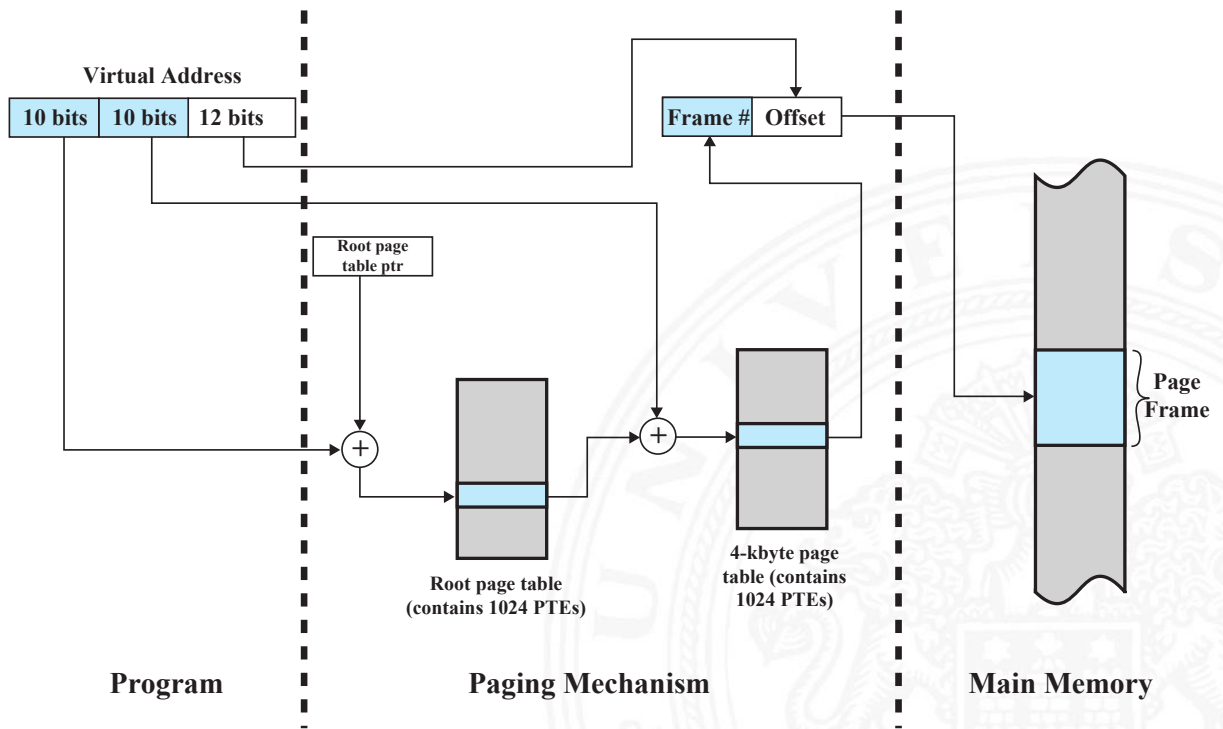 Virtual Address
10 bits 10 bits 12 bits
Frame # Offset
Root page
table ptr
+
+
Page
Frame
Root page table
(contains 1024 PTEs)
4-kbyte page
table (contains
1024 PTEs)
Program
Paging Mechanism
Main Memory